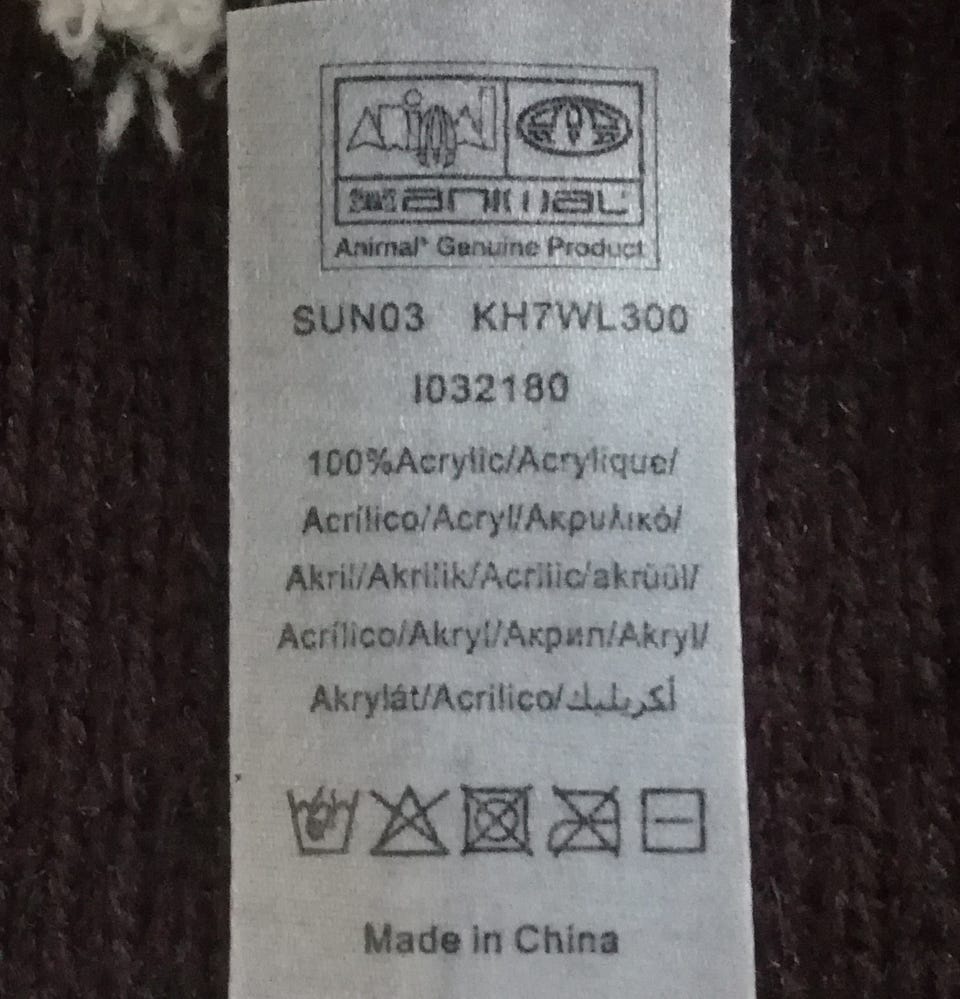 ANIMAL
animal
Animal® Genuine Product
SUN03 KH7WL300
I032180
100%Acrylic/Acrylique/
Acrílico/Acryl/Ακρυλικό/
Akril/Akrilik/Acrilic/akrüül/
Acrílico/Akryl/Акрил/Akryl/
Akrylát/Acrilico/أكريليك
Made in China